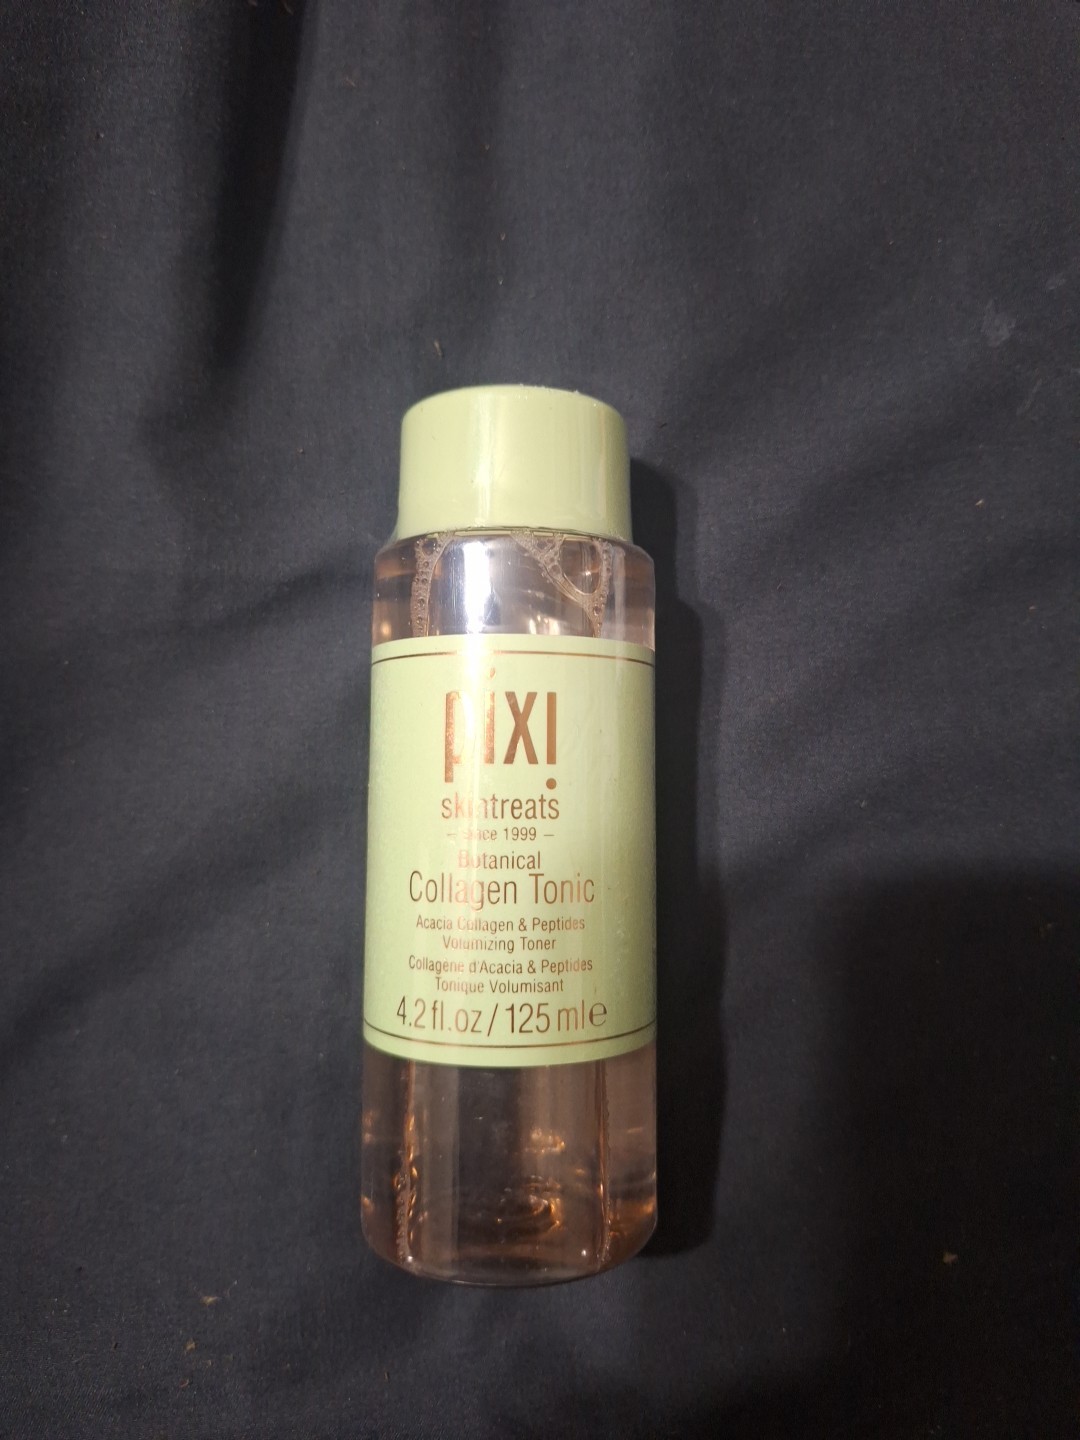 pixi
skintreats
– since 1999 –
Botanical
Collagen Tonic
Acacia Collagen & Peptides
Volumizing Toner
Collagène d'Acacia & Peptides
Tonique Volumisant
4.2 fl.oz / 125 ml ℮